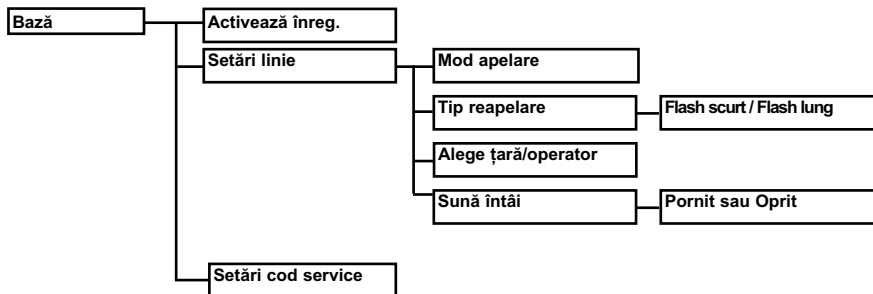 Bază
Activează înreg.
Setări linie
Mod apelare
Tip reapelare
Flash scurt / Flash lung
Alege țară/operator
Sună întâi
Pornit sau Oprit
Setări cod service